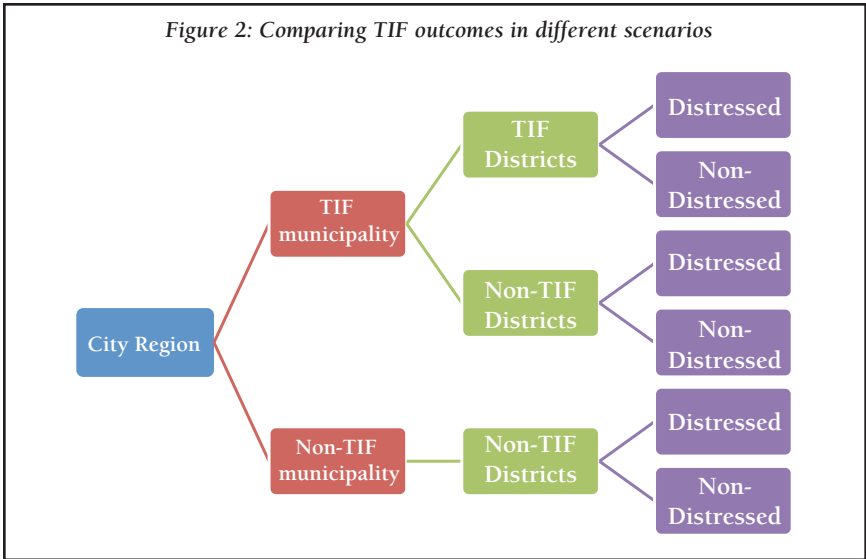 Figure 2: Comparing TIF outcomes in different scenarios
City Region
TIF
municipality
Non-TIF
municipality
TIF
Districts
Non-TIF
Districts
Non-TIF
Districts
Distressed
Non-
Distressed
Distressed
Non-
Distressed
Distressed
Non-
Distressed